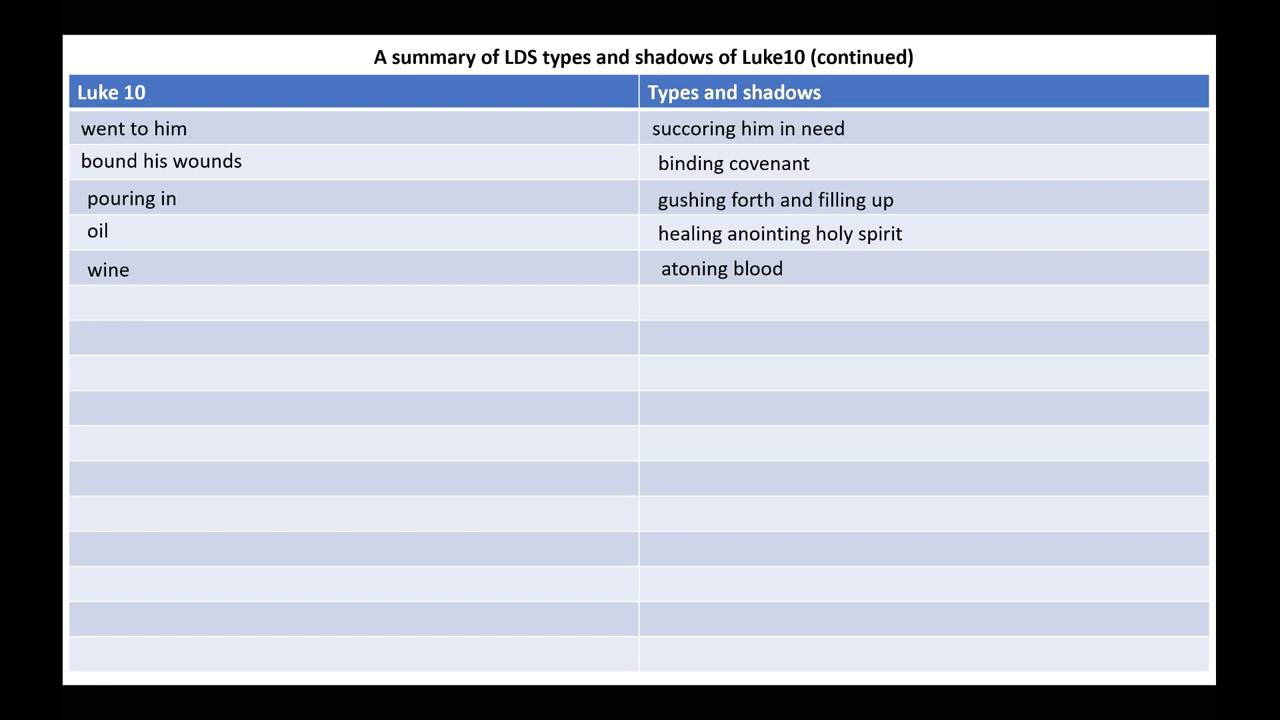 A summary of LDS types and shadows of Luke10 (continued)
Luke 10 Types and shadows
went to him succoring him in need
bound his wounds binding covenant
pouring in gushing forth and filling up
oil healing anointing holy spirit
wine atoning blood